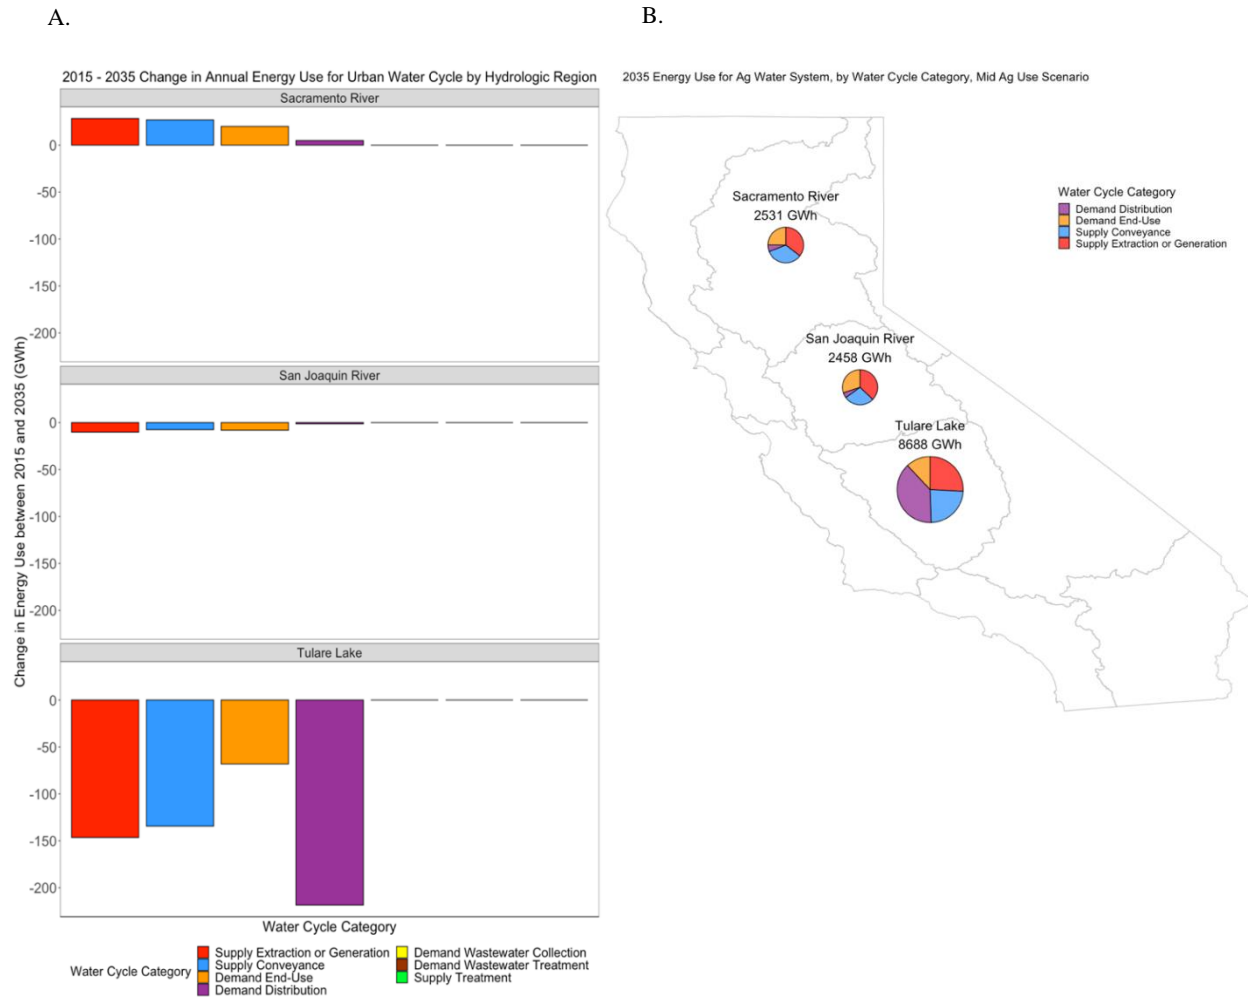 A.
B.
2015 - 2035 Change in Annual Energy Use for Urban Water Cycle by Hydrologic Region
Sacramento River
0
-50
-100
-150
-200
San Joaquin River
0
-50
-100
-150
-200
Tulare Lake
0
-50
-100
-150
-200
Change in Energy Use between 2015 and 2035 (GWh)
Water Cycle Category
Water Cycle Category
Supply Extraction or Generation
Supply Conveyance
Demand End-Use
Demand Distribution
Demand Wastewater Collection
Demand Wastewater Treatment
Supply Treatment
2035 Energy Use for Ag Water System, by Water Cycle Category, Mid Ag Use Scenario
Sacramento River
2531 GWh
San Joaquin River
2458 GWh
Tulare Lake
8688 GWh
Water Cycle Category
Demand Distribution
Demand End-Use
Supply Conveyance
Supply Extraction or Generation